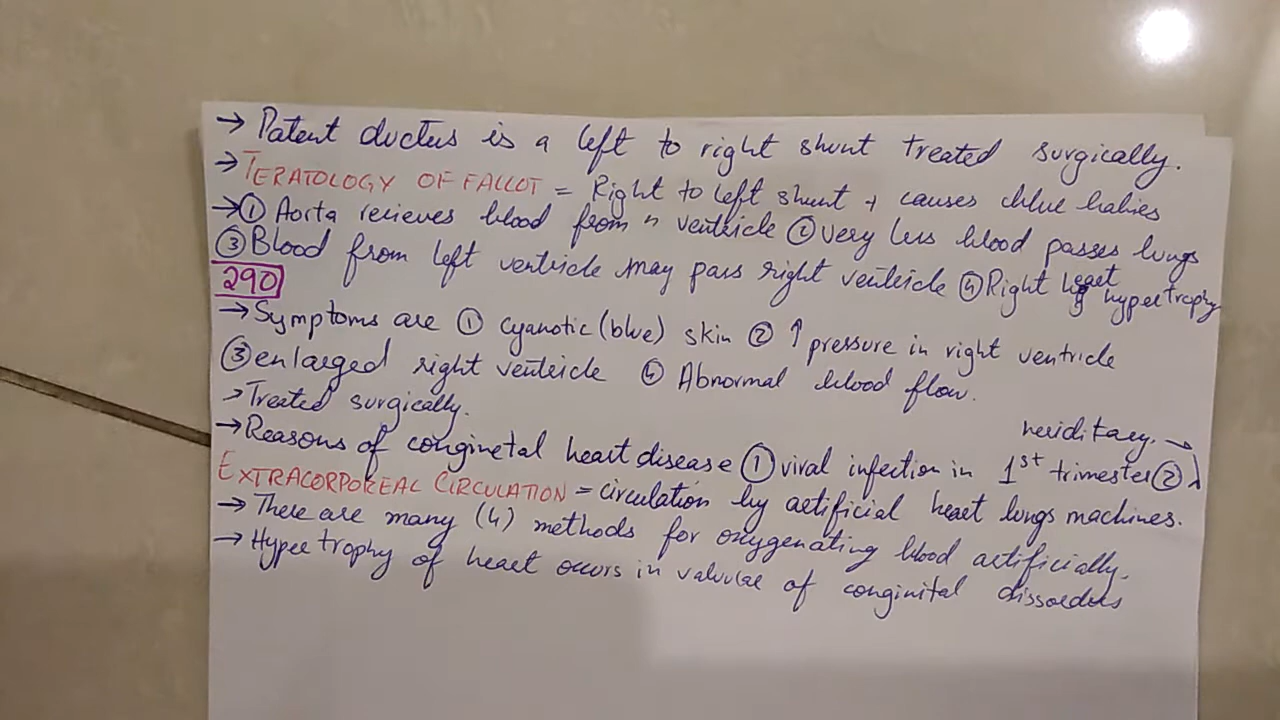 → Patent ductus is a left to right shunt treated surgically.
→ TERATOLOGY OF FALLOT = Right to left shunt + causes blue babies
→ ① Aorta recieves blood from " ventricle ② very less blood passes lungs
③ Blood from left ventricle may pass right ventricle ④ Right heart hypertrophy
290
→ Symptoms are ① cyanotic (blue) skin ② ↑ pressure in right ventricle
③ enlarged right ventricle ④ Abnormal blood flow.
→ Treated surgically.
→ Reasons of conginetal heart disease ① viral infection in 1st trimester ② heriditary.
EXTRACORPOREAL CIRCULATION = circulation by artificial heart lungs machines.
→ There are many (4) methods for oxygenating blood artificially.
→ Hypertrophy of heart occurs in valvular of conginital dissordors